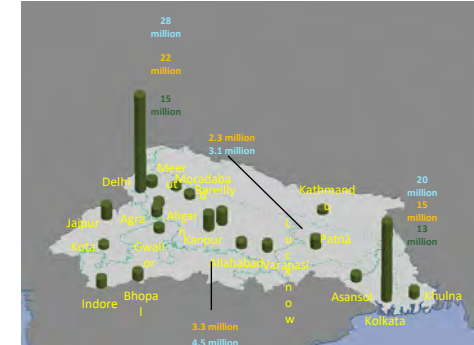 28
million
22
million
15
million
2.3 million
3.1 million
Meer
ut
Moradaba
d
Bareilly
Delhi
Kathmand
u
20
million
15
million
13
million
Jaipur
Agra
Aligar
h
Kanpur
Lucknow
Patna
Kota
Gwali
or
Allahabad
Varanasi
Indore
Bhopa
l
Asansol
Khulna
Kolkata
3.3 million
4.5 million